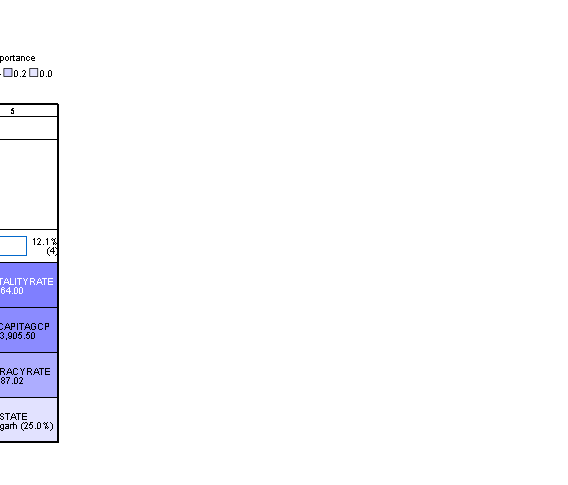 portance
0.2 0.0
5
12.1%
(4)
TALITYRATE
64.00
CAPITAGCP
3,905.50
RACYRATE
87.02
STATE
garh (25.0%)